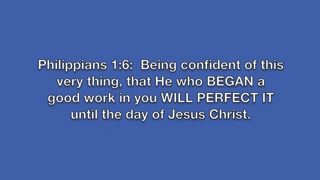 Philippians 1:6:  Being confident of this
very thing, that He who BEGAN a
good work in you WILL PERFECT IT
until the day of Jesus Christ.